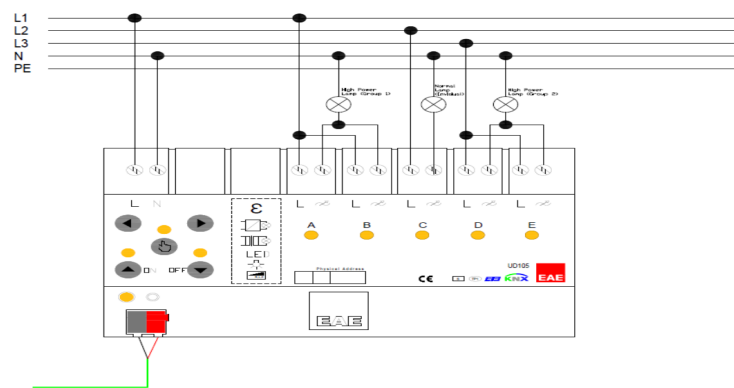 L1
L2
L3
N
PE
High Power
Lamp (Group 1)
Normal
Lamp
High Power
Lamp (Group 2)
L N L L L L L
A B C D E
LED
ON OFF
Physical Address
CE
UD105
KNX
EAE
EAE